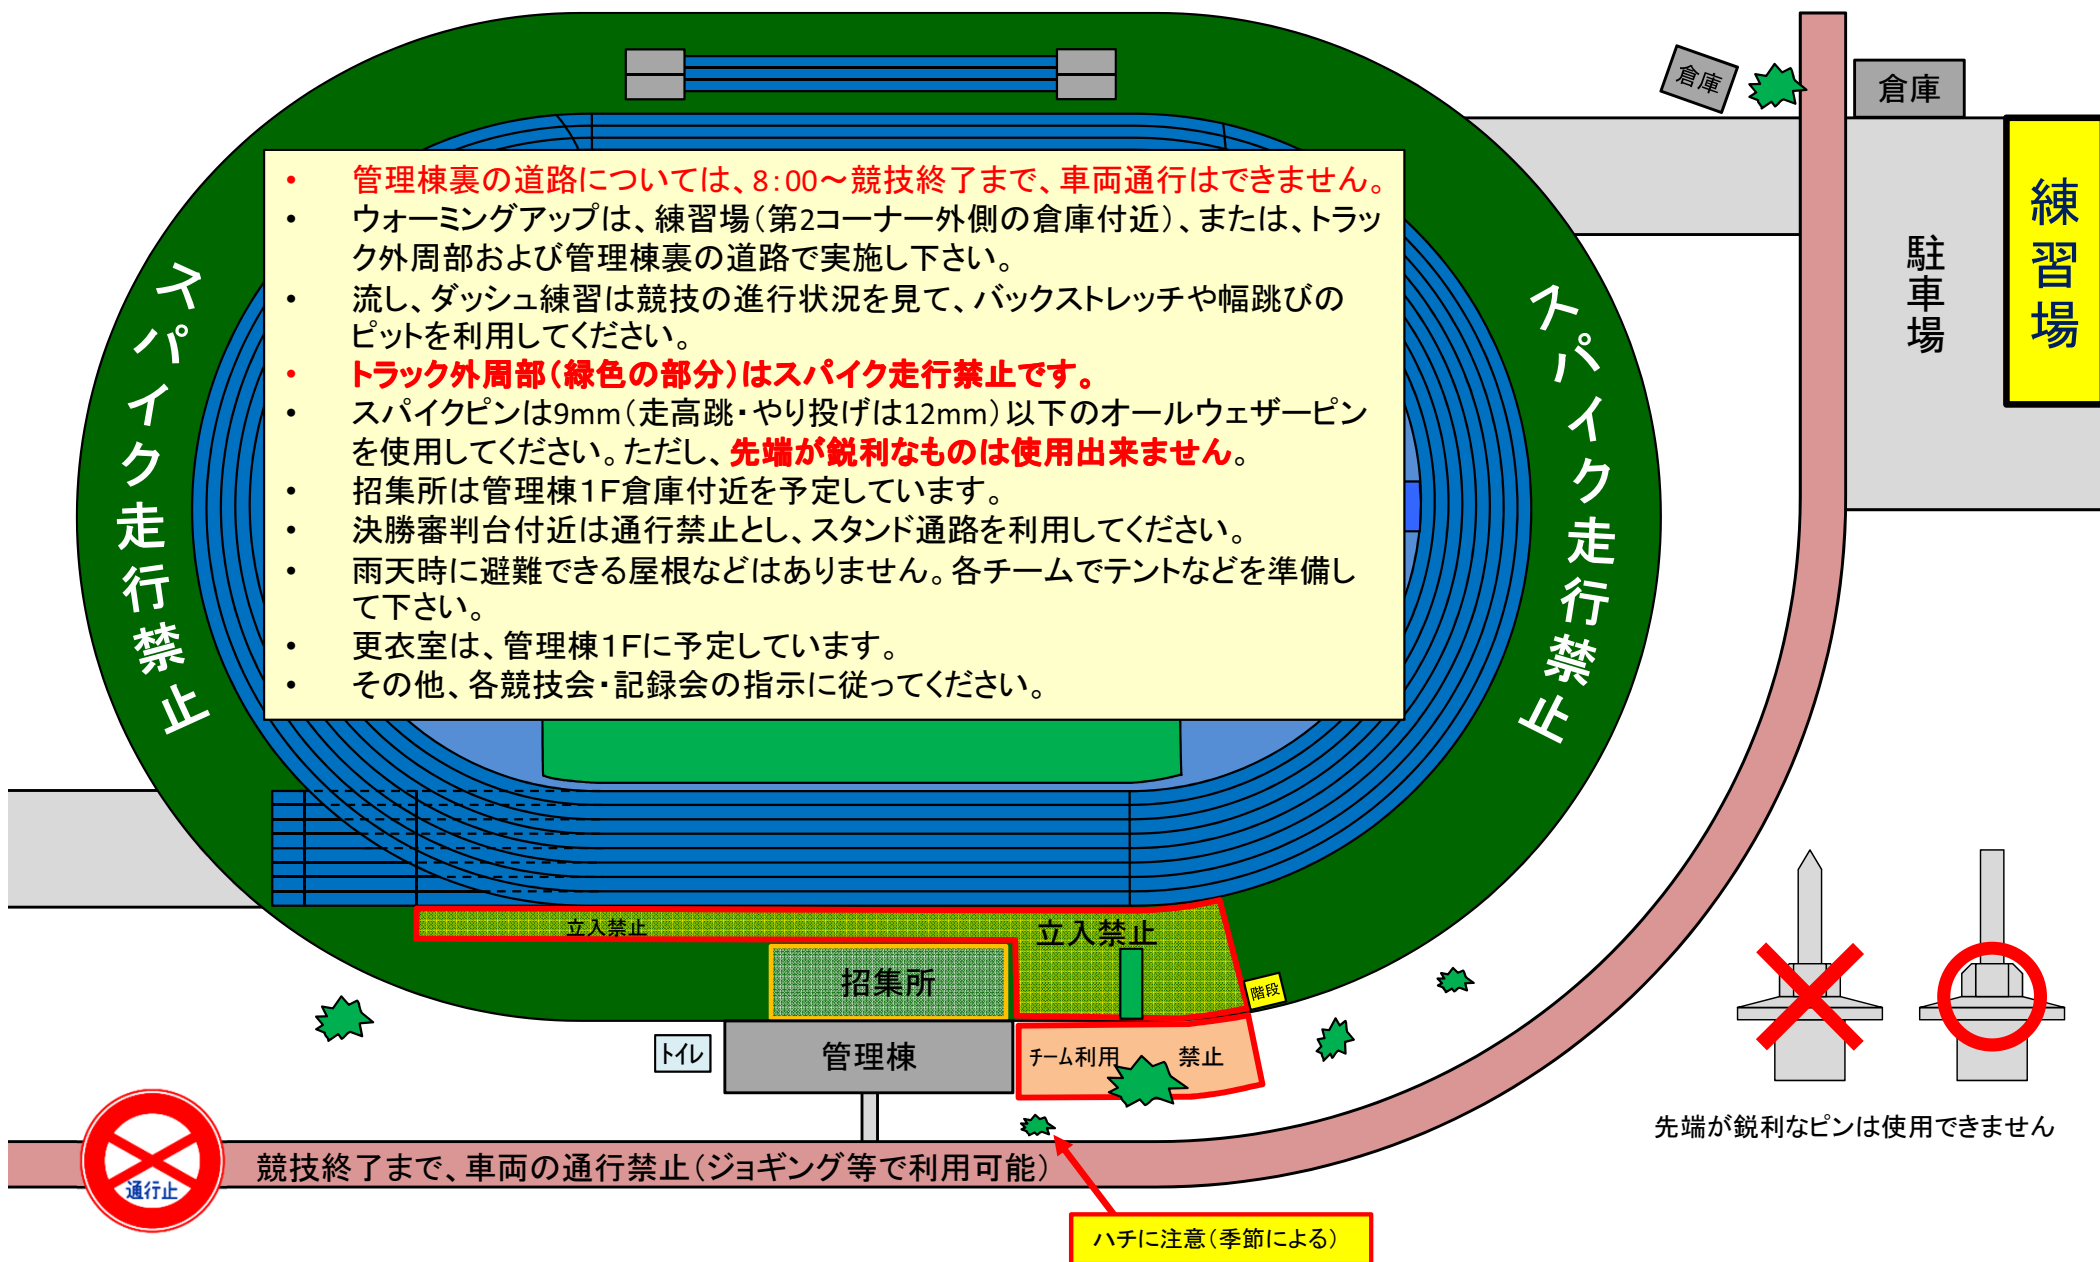 倉庫
倉庫
練習場
駐車場
• 管理棟裏の道路については、8:00～競技終了まで、車両通行はできません。
• ウォーミングアップは、練習場（第2コーナー外側の倉庫付近）、または、トラッ
ク外周部および管理棟裏の道路で実施し下さい。
• 流し、ダッシュ練習は競技の進行状況を見て、バックストレッチや幅跳びの
ピットを利用してください。
• トラック外周部（緑色の部分）はスパイク走行禁止です。
• スパイクピンは9mm（走高跳・やり投げは12mm）以下のオールウェザーピン
を使用してください。ただし、先端が鋭利なものは使用出来ません。
• 招集所は管理棟1F倉庫付近を予定しています。
• 決勝審判台付近は通行禁止とし、スタンド通路を利用してください。
• 雨天時に避難できる屋根などはありません。各チームでテントなどを準備し
て下さい。
• 更衣室は、管理棟1Fに予定しています。
• その他、各競技会・記録会の指示に従ってください。
スパイク走行禁止
スパイク走行禁止
立入禁止
立入禁止
招集所
階段
トイレ
管理棟
チーム利用 禁止
先端が鋭利なピンは使用できません
通行止
競技終了まで、車両の通行禁止（ジョギング等で利用可能）
ハチに注意（季節による）